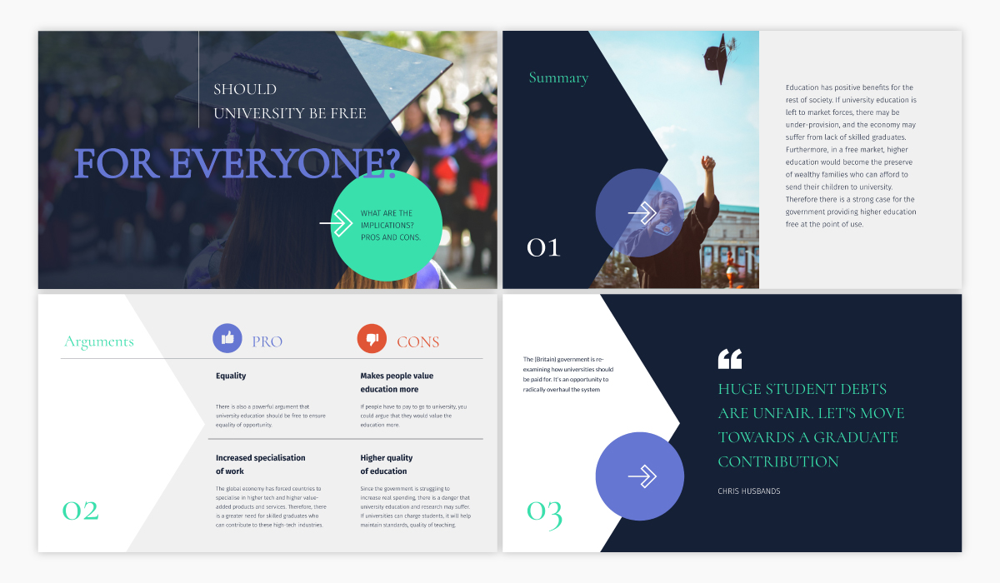 SHOULD
UNIVERSITY BE FREE
FOR EVERYONE?
WHAT ARE THE
IMPLICATIONS?
PROS AND CONS.
Summary
01
Education has positive benefits for the
rest of society. If university education is
left to market forces, there may be
under-provision, and the economy may
suffer from lack of skilled graduates.
Furthermore, in a free market, higher
education would become the preserve
of wealthy families who can afford to
send their children to university.
Therefore there is a strong case for the
government providing higher education
free at the point of use.
Arguments
PRO
CONS
Equality
There is also a powerful argument that
university education should be free to ensure
equality of opportunity.
Makes people value
education more
If people have to pay to go to university, you
could argue that they would value the
education more.
Increased specialisation
of work
The global economy has forced countries to
specialise in higher tech and higher value-
added products and services. Therefore, there
is a greater need for skilled graduates who
can contribute to these high-tech industries.
Higher quality
of education
Since the government is struggling to
increase real spending, there is a danger that
university education and research may suffer.
If universities can charge students, it will help
maintain standards, quality of teaching.
02
The (Britain) government is re-
examining how universities should
be paid for. It's an opportunity to
radically overhaul the system
03
HUGE STUDENT DEBTS
ARE UNFAIR. LET'S MOVE
TOWARDS A GRADUATE
CONTRIBUTION
CHRIS HUSBANDS